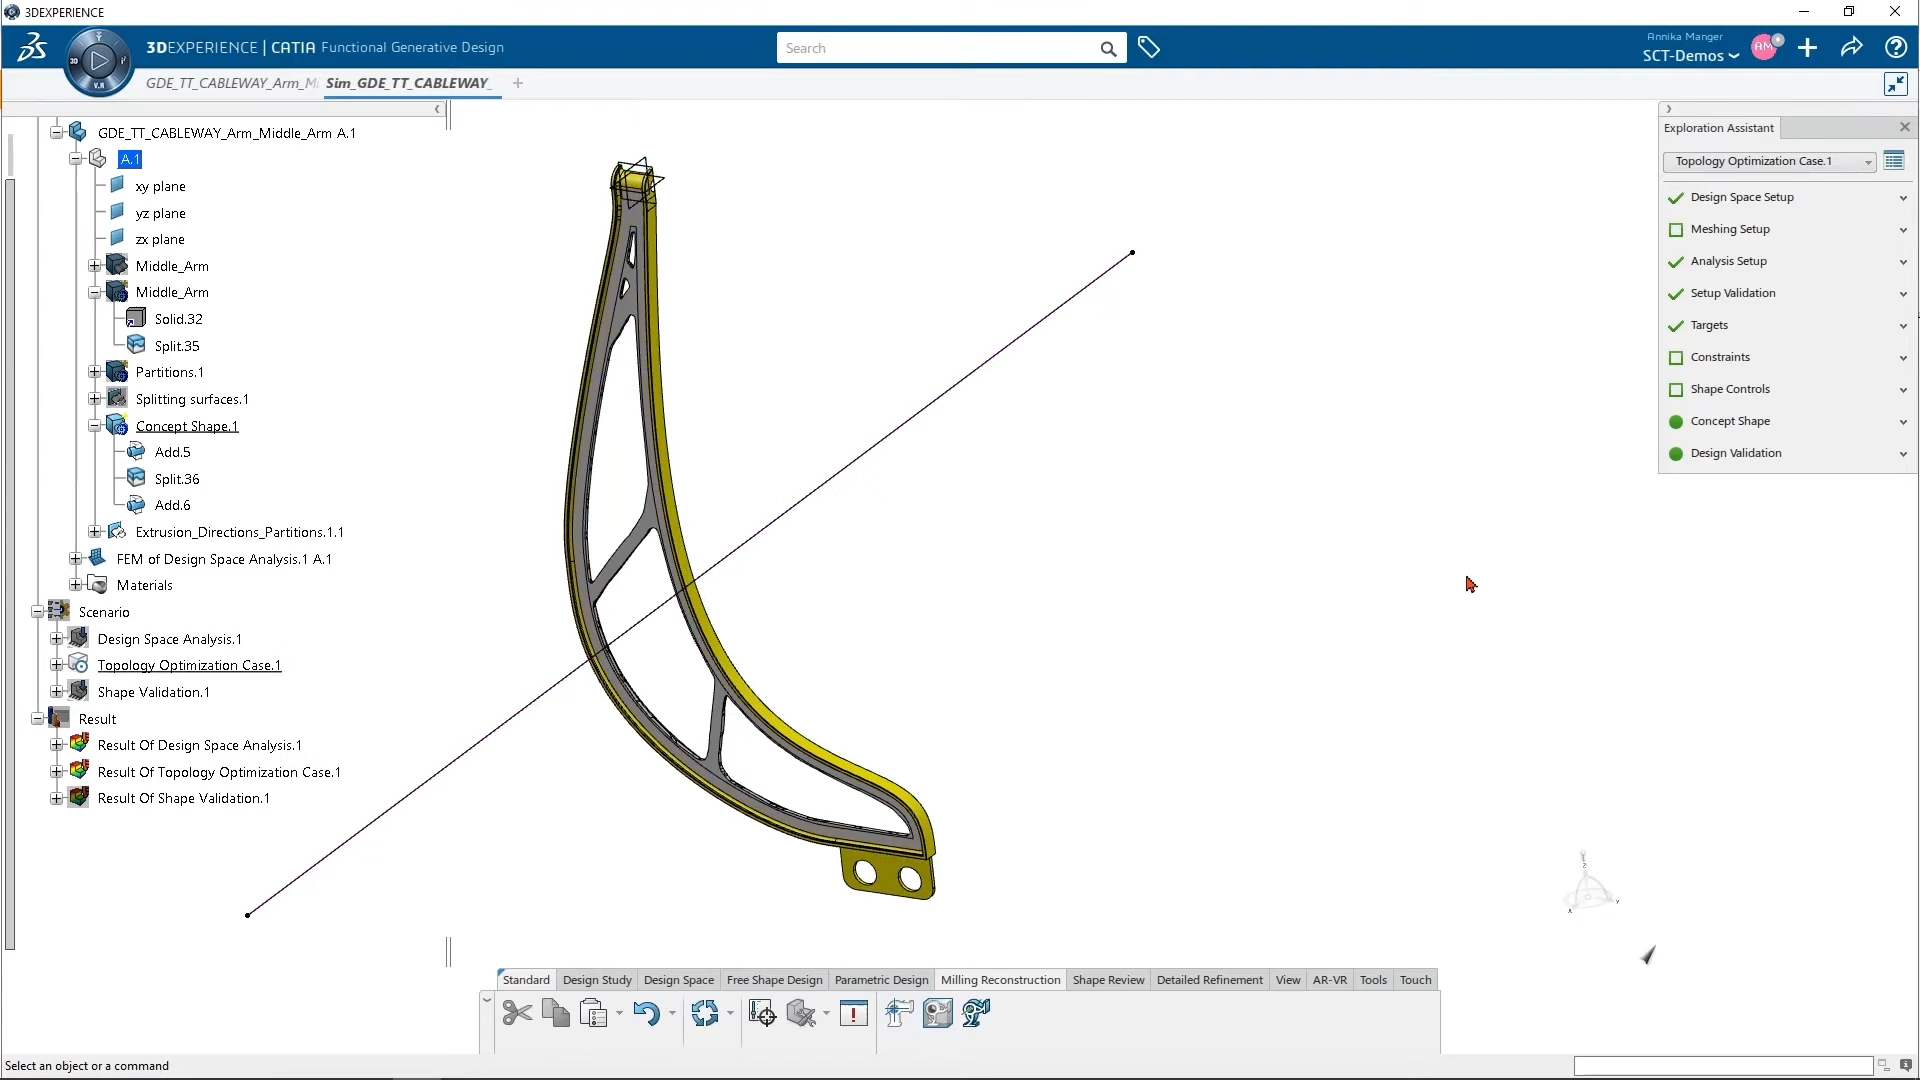 3DEXPERIENCE
3DEXPERIENCE | CATIA Functional Generative Design
3D
V.R
Search
Annika Manger
SCT-Demos
AM
GDE_TT_CABLEWAY_Arm_Mi
Sim_GDE_TT_CABLEWAY_
GDE_TT_CABLEWAY_Arm_Middle_Arm A.1
A.1
xy plane
yz plane
zx plane
Middle_Arm
Middle_Arm
Solid.32
Split.35
Partitions.1
Splitting surfaces.1
Concept Shape.1
Add.5
Split.36
Add.6
Extrusion_Directions_Partitions.1.1
FEM of Design Space Analysis.1 A.1
Materials
Scenario
Design Space Analysis.1
Topology Optimization Case.1
Shape Validation.1
Result
Result Of Design Space Analysis.1
Result Of Topology Optimization Case.1
Result Of Shape Validation.1
Exploration Assistant
Topology Optimization Case.1
Design Space Setup
Meshing Setup
Analysis Setup
Setup Validation
Targets
Constraints
Shape Controls
Concept Shape
Design Validation
Z
X
Y
Standard
Design Study
Design Space
Free Shape Design
Parametric Design
Milling Reconstruction
Shape Review
Detailed Refinement
View
AR-VR
Tools
Touch
Select an object or a command